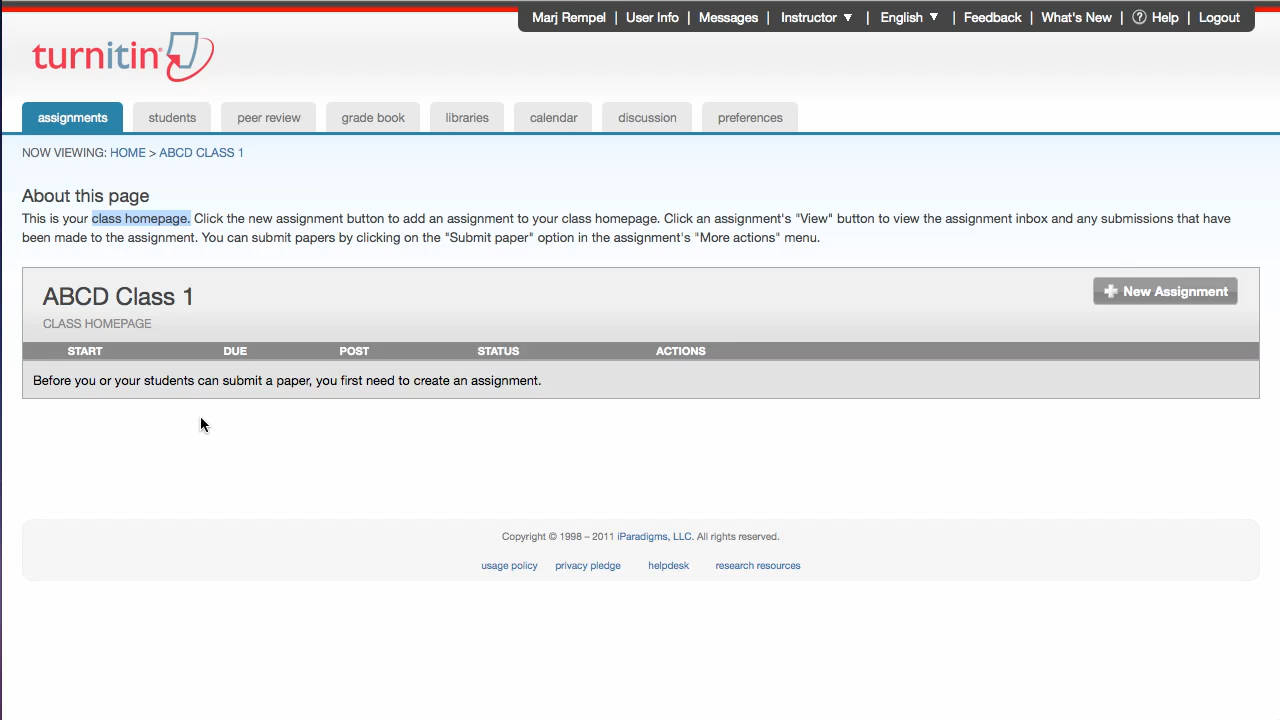 Marj Rempel | User Info | Messages | Instructor ▼ | English ▼ | Feedback | What's New | ? Help | Logout
turnitin
assignments students peer review grade book libraries calendar discussion preferences
NOW VIEWING: HOME > ABCD CLASS 1
About this page
This is your class homepage. Click the new assignment button to add an assignment to your class homepage. Click an assignment's "View" button to view the assignment inbox and any submissions that have
been made to the assignment. You can submit papers by clicking on the "Submit paper" option in the assignment's "More actions" menu.
ABCD Class 1
New Assignment
CLASS HOMEPAGE
START DUE POST STATUS ACTIONS
Before you or your students can submit a paper, you first need to create an assignment.
Copyright © 1998 – 2011 iParadigms, LLC. All rights reserved.
usage policy privacy pledge helpdesk research resources